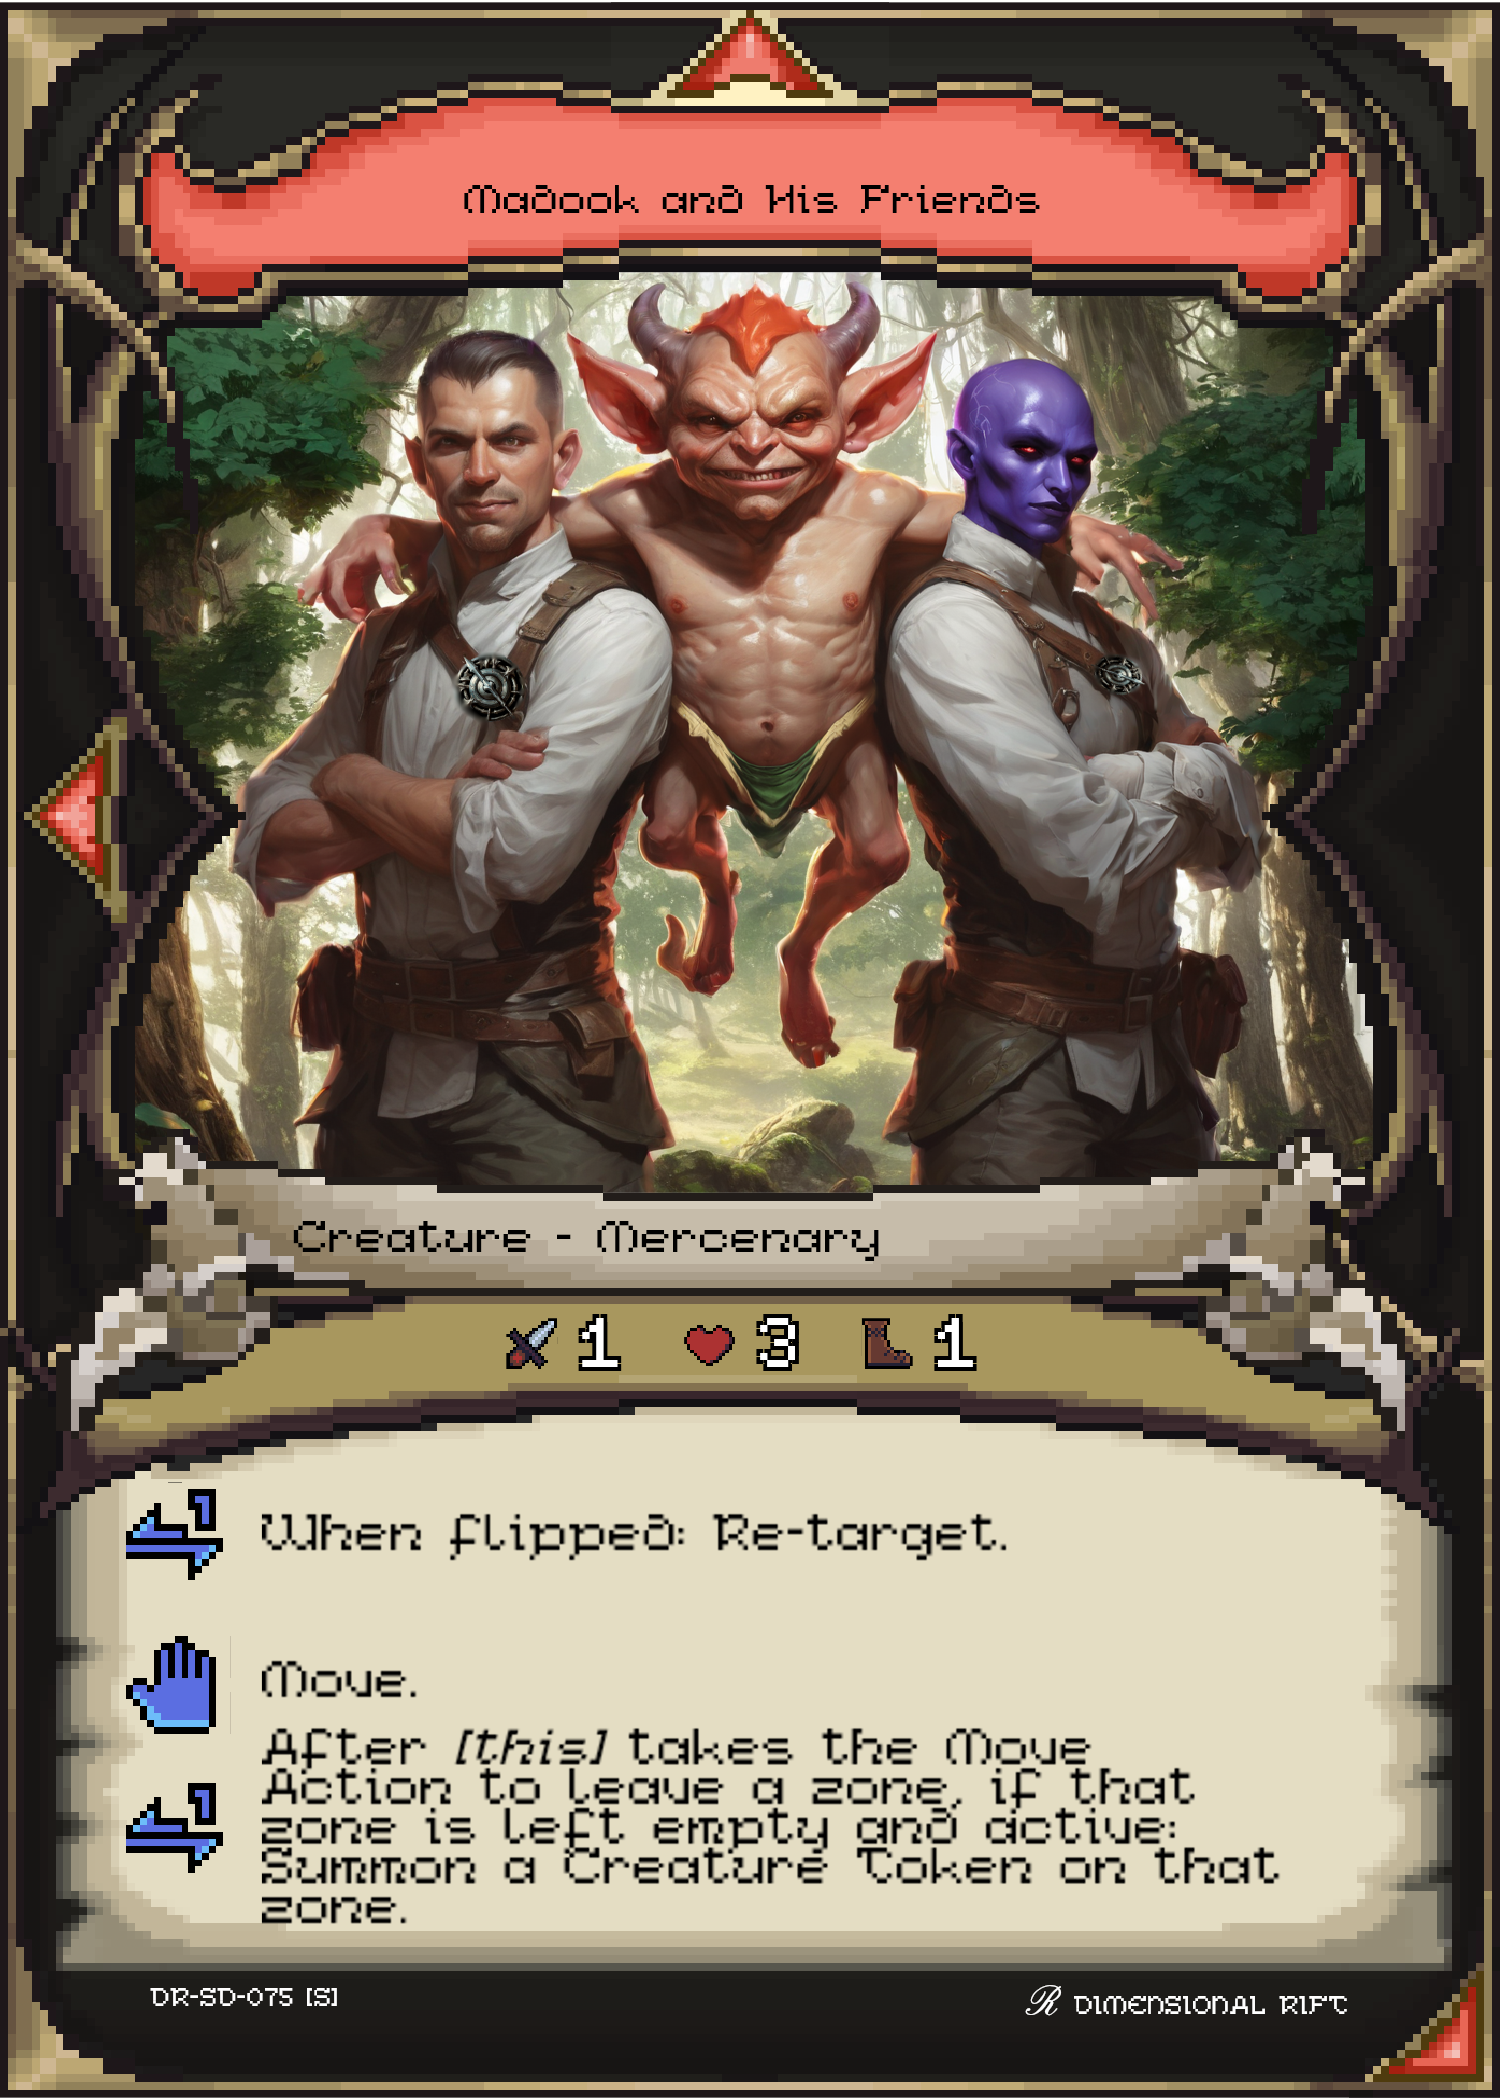 Madook and His Friends
Creature - Mercenary
1 3 1
When flipped: Re-target.
Move.
After [this] takes the Move
Action to leave a zone, if that
zone is left empty and active:
Summon a Creature Token on that
zone.
DR-SD-075 [S]
R DIMENSIONAL RIFT